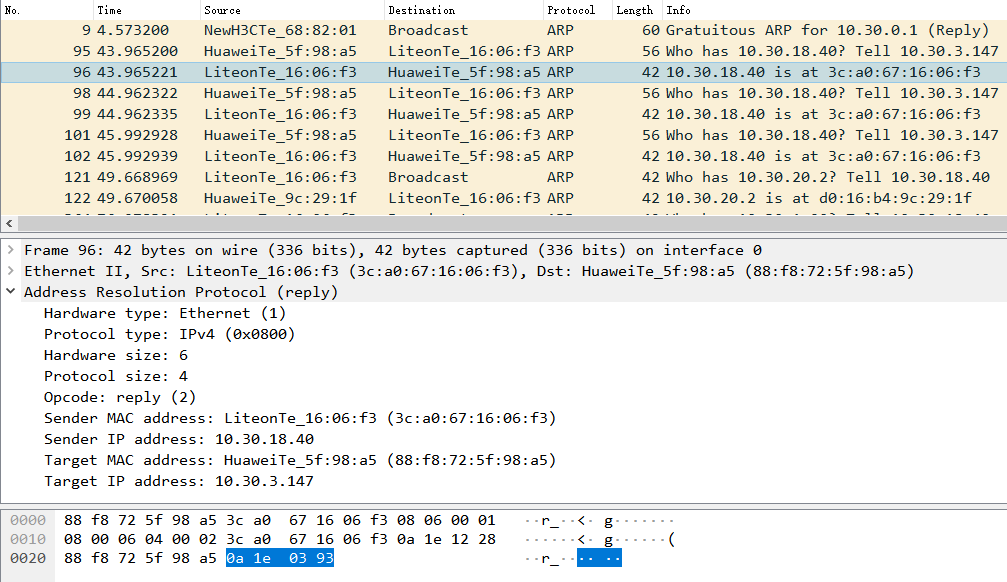 No. Time Source Destination Protocol Length Info
9 4.573200 NewH3CTe_68:82:01 Broadcast ARP 60 Gratuitous ARP for 10.30.0.1 (Reply)
95 43.965200 HuaweiTe_5f:98:a5 LiteonTe_16:06:f3 ARP 56 Who has 10.30.18.40? Tell 10.30.3.147
96 43.965221 LiteonTe_16:06:f3 HuaweiTe_5f:98:a5 ARP 42 10.30.18.40 is at 3c:a0:67:16:06:f3
98 44.962322 HuaweiTe_5f:98:a5 LiteonTe_16:06:f3 ARP 56 Who has 10.30.18.40? Tell 10.30.3.147
99 44.962335 LiteonTe_16:06:f3 HuaweiTe_5f:98:a5 ARP 42 10.30.18.40 is at 3c:a0:67:16:06:f3
101 45.992928 HuaweiTe_5f:98:a5 LiteonTe_16:06:f3 ARP 56 Who has 10.30.18.40? Tell 10.30.3.147
102 45.992939 LiteonTe_16:06:f3 HuaweiTe_5f:98:a5 ARP 42 10.30.18.40 is at 3c:a0:67:16:06:f3
121 49.668969 LiteonTe_16:06:f3 Broadcast ARP 42 Who has 10.30.20.2? Tell 10.30.18.40
122 49.670058 HuaweiTe_9c:29:1f LiteonTe_16:06:f3 ARP 42 10.30.20.2 is at d0:16:b4:9c:29:1f
Frame 96: 42 bytes on wire (336 bits), 42 bytes captured (336 bits) on interface 0
Ethernet II, Src: LiteonTe_16:06:f3 (3c:a0:67:16:06:f3), Dst: HuaweiTe_5f:98:a5 (88:f8:72:5f:98:a5)
Address Resolution Protocol (reply)
Hardware type: Ethernet (1)
Protocol type: IPv4 (0x0800)
Hardware size: 6
Protocol size: 4
Opcode: reply (2)
Sender MAC address: LiteonTe_16:06:f3 (3c:a0:67:16:06:f3)
Sender IP address: 10.30.18.40
Target MAC address: HuaweiTe_5f:98:a5 (88:f8:72:5f:98:a5)
Target IP address: 10.30.3.147
0000 88 f8 72 5f 98 a5 3c a0 67 16 06 f3 08 06 00 01 ··r_··<· g·······
0010 08 00 06 04 00 02 3c a0 67 16 06 f3 0a 1e 12 28 ······<· g······(
0020 88 f8 72 5f 98 a5 0a 1e 03 93 ··r_···· ··